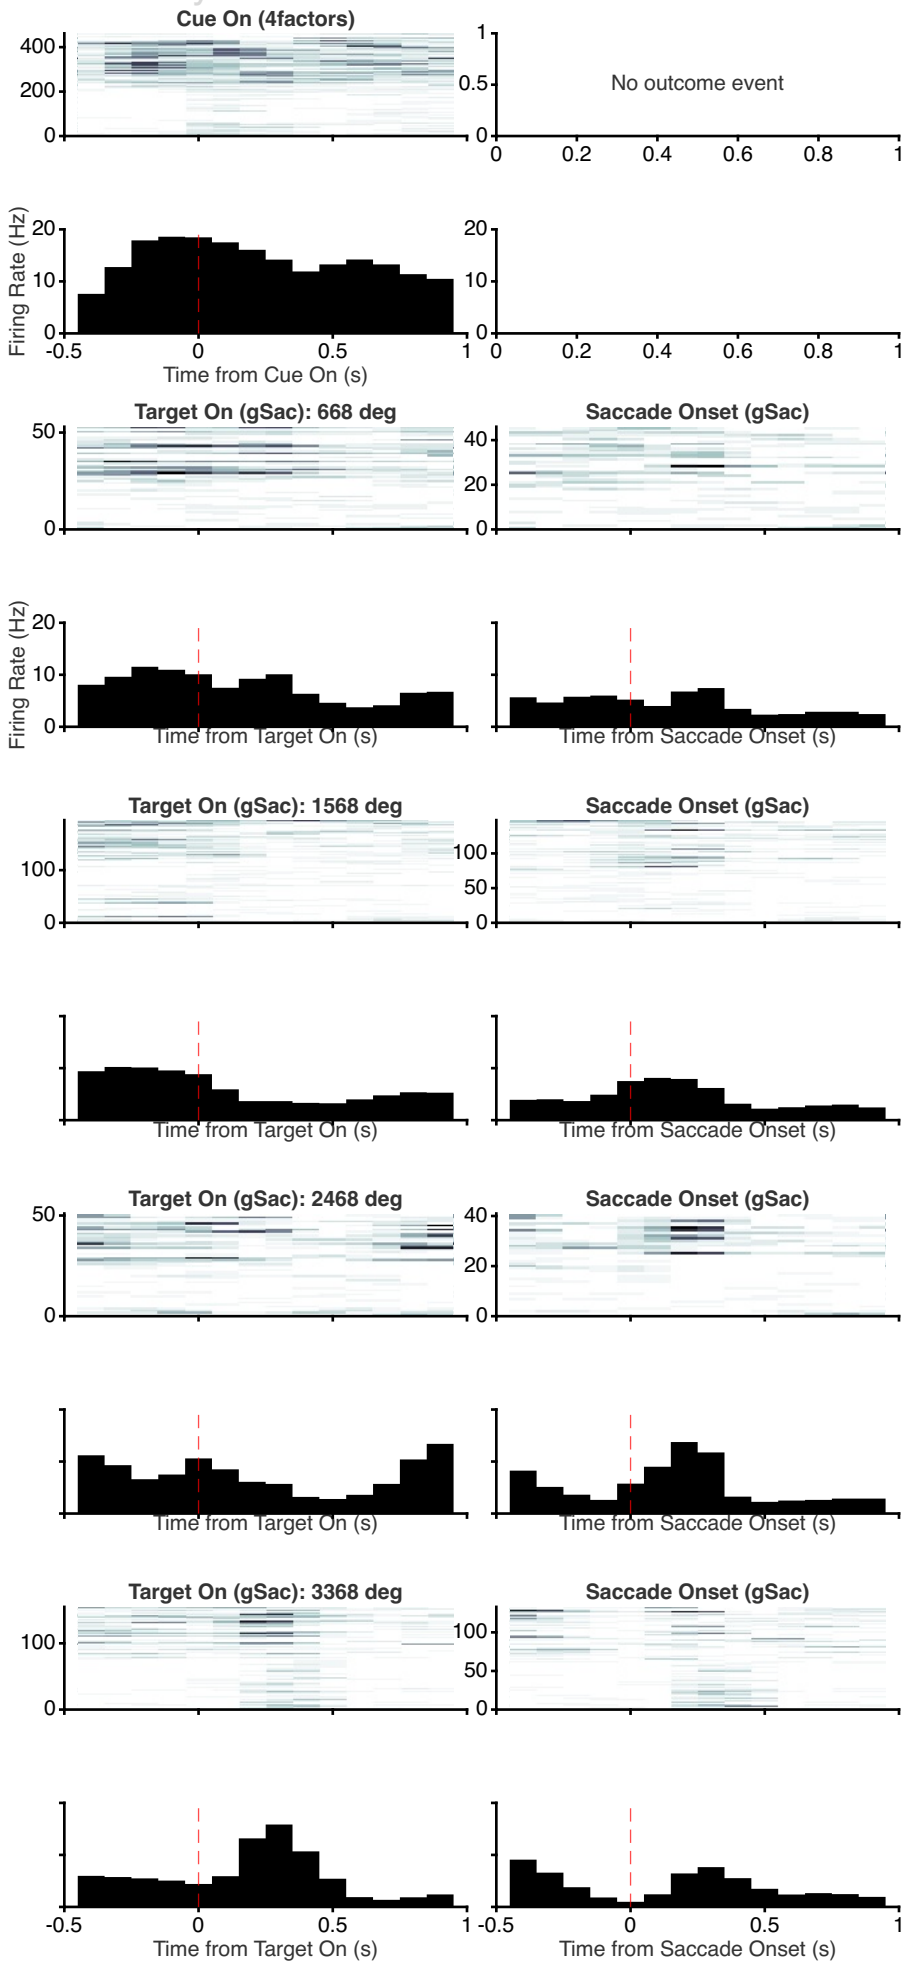 Cue On (4factors)
400
200
0
1
0.5
0
No outcome event
0 0.2 0.4 0.6 0.8 1
Firing Rate (Hz)
20
10
0
-0.5 0 0.5 1
Time from Cue On (s)
20
10
0
0 0.2 0.4 0.6 0.8 1
Target On (gSac): 668 deg
50
0
Saccade Onset (gSac)
40
20
0
Firing Rate (Hz)
20
10
0
Time from Target On (s)
Time from Saccade Onset (s)
Target On (gSac): 1568 deg
100
0
Saccade Onset (gSac)
100
50
0
Time from Target On (s)
Time from Saccade Onset (s)
Target On (gSac): 2468 deg
50
0
Saccade Onset (gSac)
40
20
0
Time from Target On (s)
Time from Saccade Onset (s)
Target On (gSac): 3368 deg
100
0
Saccade Onset (gSac)
100
50
0
-0.5 0 0.5 1
Time from Target On (s)
-0.5 0 0.5 1
Time from Saccade Onset (s)